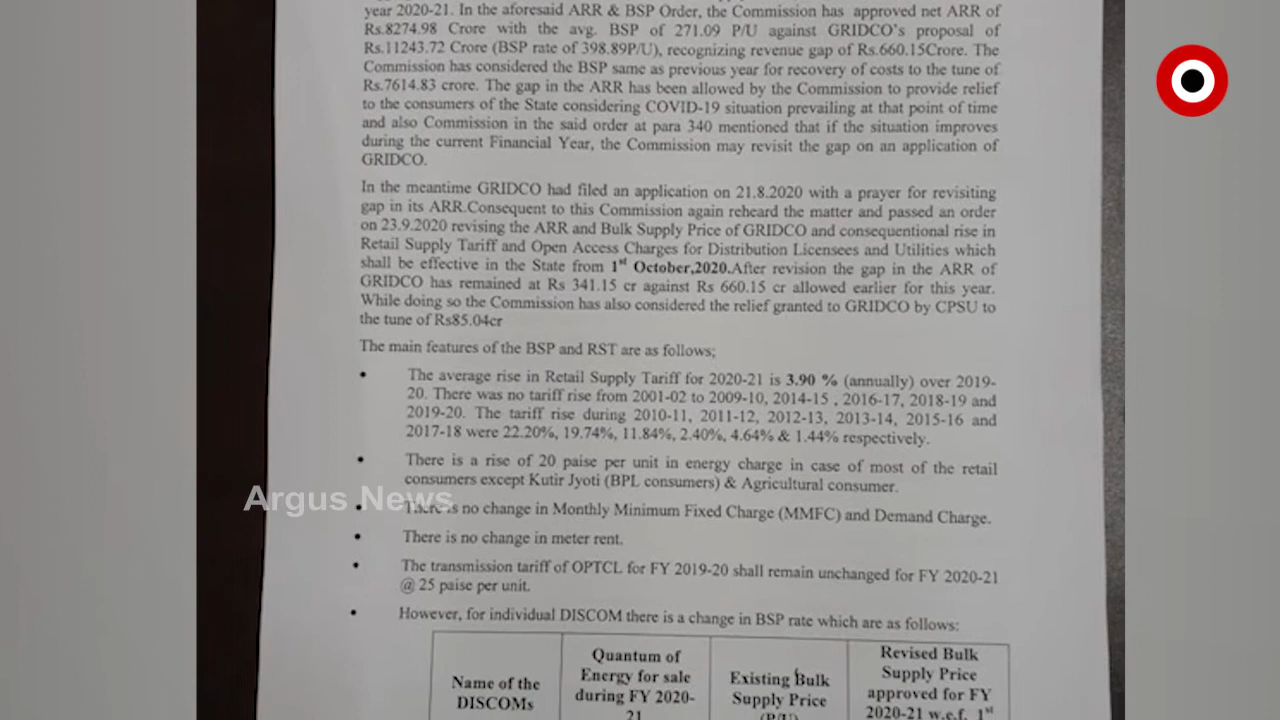 year 2020-21. In the aforesaid ARR & BSP Order, the Commission has approved net ARR of
Rs.8274.98 Crore with the avg. BSP of 271.09 P/U against GRIDCO's proposal of
Rs.11243.72 Crore (BSP rate of 398.89P/U), recognizing revenue gap of Rs.660.15Crore. The
Commission has considered the BSP same as previous year for recovery of costs to the tune of
Rs.7614.83 crore. The gap in the ARR has been allowed by the Commission to provide relief
to the consumers of the State considering COVID-19 situation prevailing at that point of time
and also Commission in the said order at para 340 mentioned that if the situation improves
during the current Financial Year, the Commission may revisit the gap on an application of
GRIDCO.
In the meantime GRIDCO had filed an application on 21.8.2020 with a prayer for revisiting
gap in its ARR.Consequent to this Commission again reheard the matter and passed an order
on 23.9.2020 revising the ARR and Bulk Supply Price of GRIDCO and consequentional rise in
Retail Supply Tariff and Open Access Charges for Distribution Licensees and Utilities which
shall be effective in the State from 1st October,2020.After revision the gap in the ARR of
GRIDCO has remained at Rs 341.15 cr against Rs 660.15 cr allowed earlier for this year.
While doing so the Commission has also considered the relief granted to GRIDCO by CPSU to
the tune of Rs85.04cr
The main features of the BSP and RST are as follows;
• The average rise in Retail Supply Tariff for 2020-21 is 3.90 % (annually) over 2019-
20. There was no tariff rise from 2001-02 to 2009-10, 2014-15 , 2016-17, 2018-19 and
2019-20. The tariff rise during 2010-11, 2011-12, 2012-13, 2013-14, 2015-16 and
2017-18 were 22.20%, 19.74%, 11.84%, 2.40%, 4.64% & 1.44% respectively.
• There is a rise of 20 paise per unit in energy charge in case of most of the retail
consumers except Kutir Jyoti (BPL consumers) & Agricultural consumer.
Argus News
• There is no change in Monthly Minimum Fixed Charge (MMFC) and Demand Charge.
• There is no change in meter rent.
• The transmission tariff of OPTCL for FY 2019-20 shall remain unchanged for FY 2020-21
@ 25 paise per unit.
• However, for individual DISCOM there is a change in BSP rate which are as follows:
Name of the
DISCOMs
Quantum of
Energy for sale
during FY 2020-
21
Existing Bulk
Supply Price
(P/U)
Revised Bulk
Supply Price
approved for FY
2020-21 w.e.f. 1st